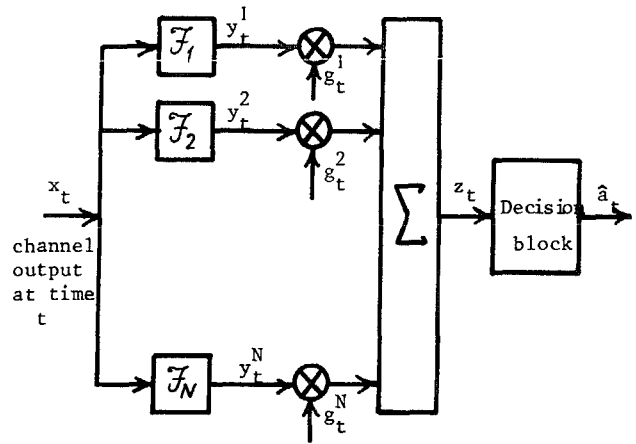 ℱ₁ y_t^1 g_t^1
ℱ₂ y_t^2 g_t^2
x_t
channel
output
at time
t
Σ
z_t
Decision
block
â_t
ℱ_N y_t^N g_t^N